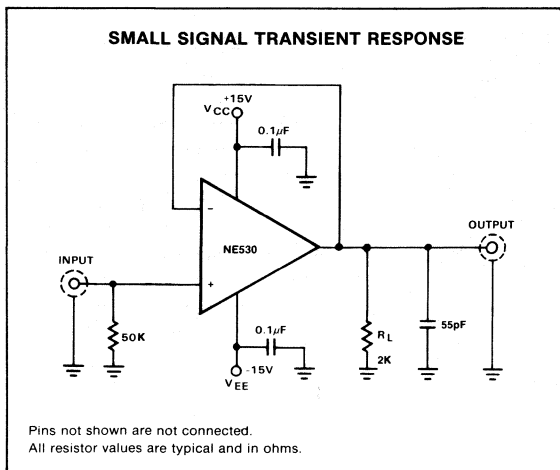 SMALL SIGNAL TRANSIENT RESPONSE
+15V
VCC
0.1µF
−
NE530
OUTPUT
INPUT
+
50K
0.1µF
RL
2K
55pF
-15V
VEE
Pins not shown are not connected.
All resistor values are typical and in ohms.